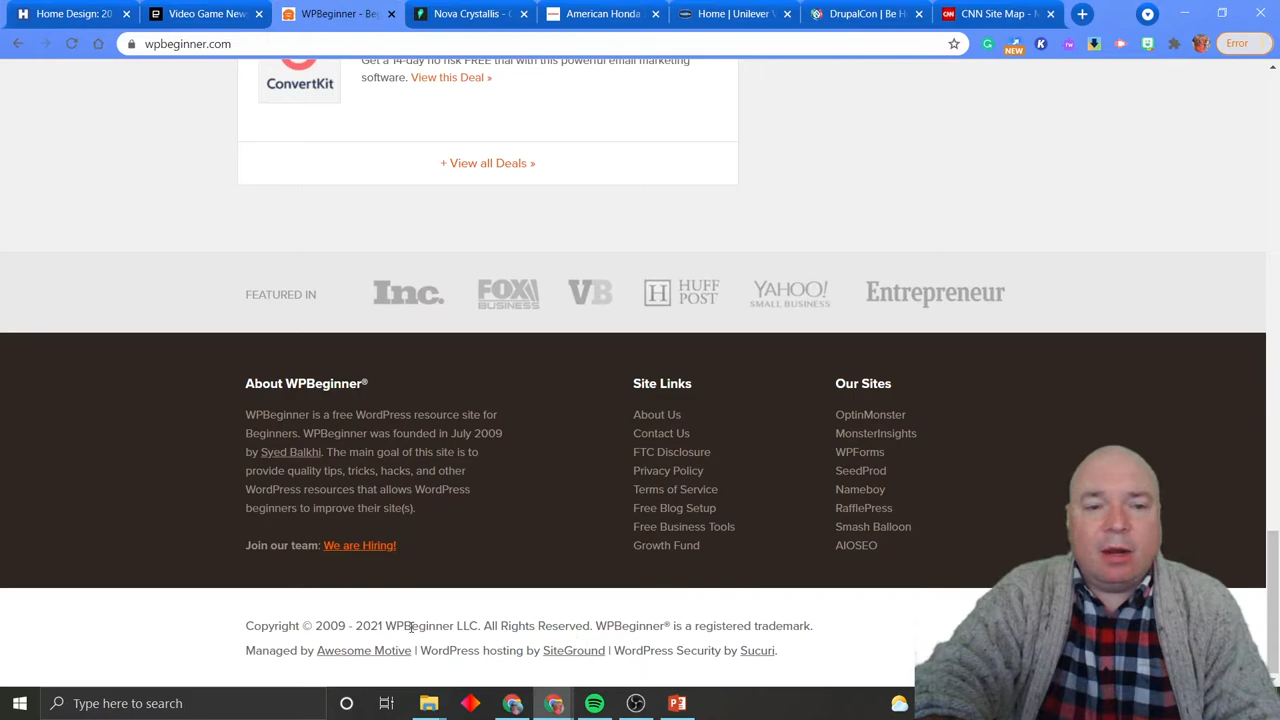 Home Design: 20
Video Game New
WPBeginner - Be
Nova Crystallis - G
American Honda
Home | Unilever
DrupalCon | Be H
CNN Site Map - N
wpbeginner.com
NEW
Error
Get a 14-day no risk FREE trial with this powerful email marketing
software. View this Deal »
ConvertKit
+ View all Deals »
FEATURED IN
Inc.
FOX
BUSINESS
VB
H HUFF
POST
YAHOO!
SMALL BUSINESS
Entrepreneur
About WPBeginner®
WPBeginner is a free WordPress resource site for
Beginners. WPBeginner was founded in July 2009
by Syed Balkhi. The main goal of this site is to
provide quality tips, tricks, hacks, and other
WordPress resources that allows WordPress
beginners to improve their site(s).
Join our team: We are Hiring!
Site Links
About Us
Contact Us
FTC Disclosure
Privacy Policy
Terms of Service
Free Blog Setup
Free Business Tools
Growth Fund
Our Sites
OptinMonster
MonsterInsights
WPForms
SeedProd
Nameboy
RafflePress
Smash Balloon
AIOSEO
Copyright © 2009 - 2021 WPBeginner LLC. All Rights Reserved. WPBeginner® is a registered trademark.
Managed by Awesome Motive | WordPress hosting by SiteGround | WordPress Security by Sucuri.
Type here to search